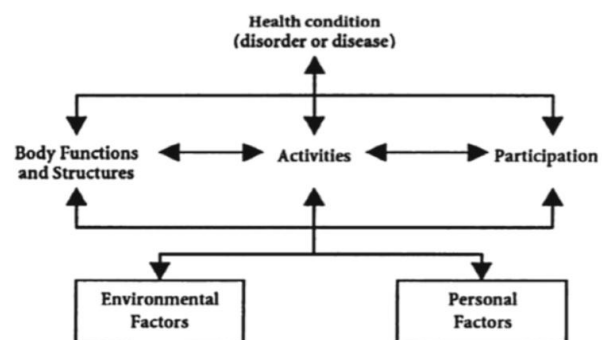 Health condition
(disorder or disease)
Body Functions
and Structures
Activities
Participation
Environmental
Factors
Personal
Factors